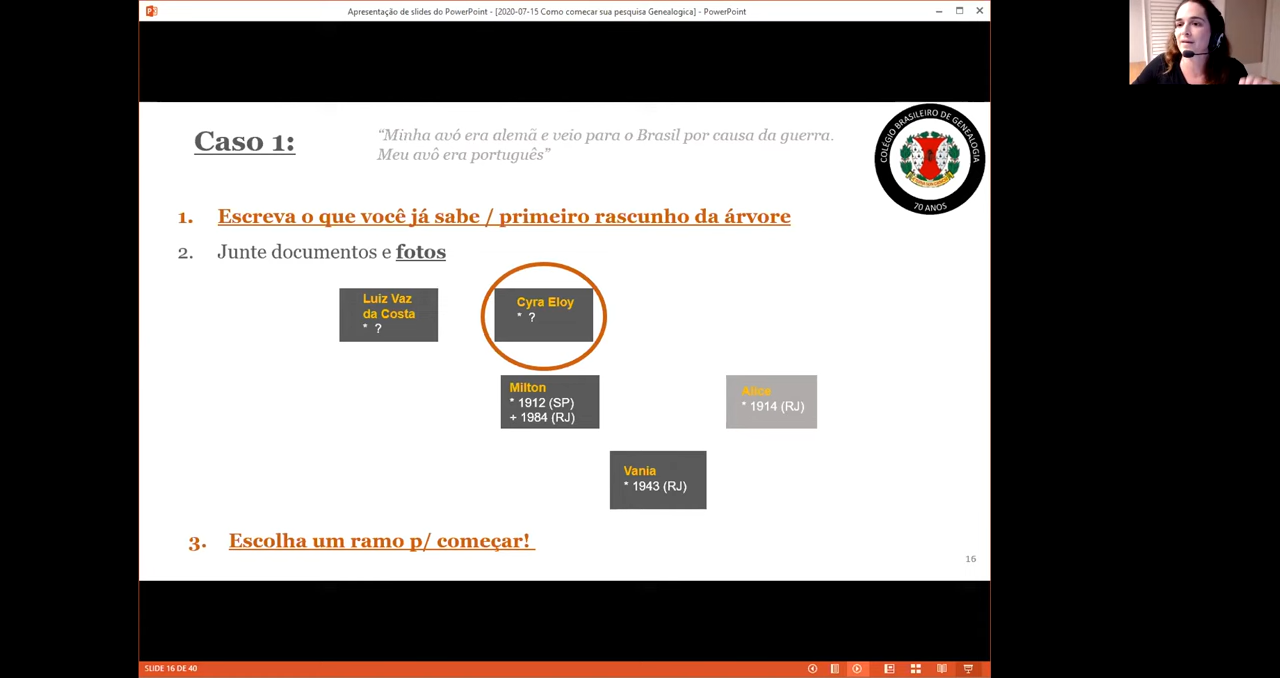 Apresentação de slides do PowerPoint - [2020-07-15 Como comecar sua pesquisa Genealogica] - PowerPoint
Caso 1:
“Minha avó era alemã e veio para o Brasil por causa da guerra.
Meu avô era português”
COLÉGIO BRASILEIRO DE GENEALOGIA
70 ANOS
1. Escreva o que você já sabe / primeiro rascunho da árvore
2. Junte documentos e fotos
Luiz Vaz
da Costa
* ?
Cyra Eloy
* ?
Milton
* 1912 (SP)
+ 1984 (RJ)
Alice
* 1914 (RJ)
Vania
* 1943 (RJ)
3. Escolha um ramo p/ começar!
16
SLIDE 16 DE 40